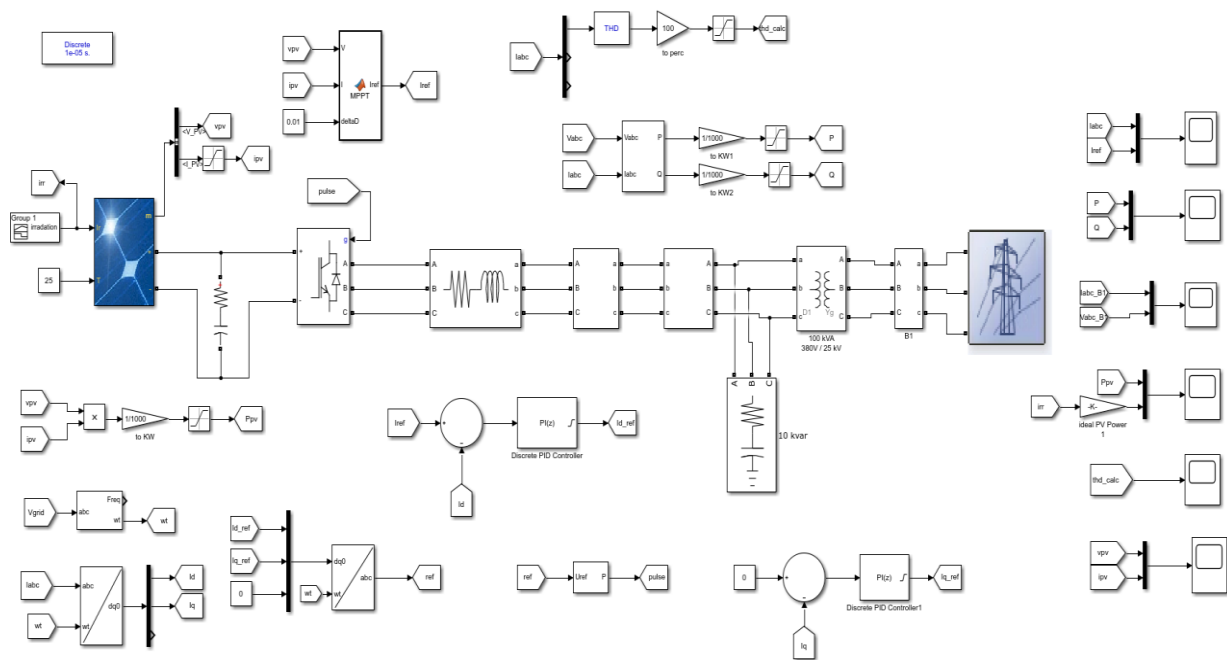 Discrete
1e-05 s.
vpv
ipv
0.01
V
I
deltaD
MPPT
Iref
Iref
Iabc
THD
100
to perc
thd_calc
<V_PV>
vpv
<I_PV>
ipv
Vabc
Iabc
Vabc
Iabc
P
Q
1/1000
to KW1
1/1000
to KW2
P
Q
Iabc
Iref
irr
pulse
P
Q
Group 1
irradiation
m
25
T
+
-
g
+
-
A
B
C
A
B
C
a
b
c
A
B
C
a
b
c
A
B
C
a
b
c
A
B
C
a
b
c
D1
Yg
A
B
C
100 kVA
380V / 25 kV
A
B
C
a
b
c
B1
Iabc_B1
Vabc_B1
A B C
10 kvar
vpv
ipv
×
1/1000
to KW
Ppv
Iref
+
-
Id
PI(z)
Discrete PID Controller
Id_ref
Ppv
irr
-K-
ideal PV Power
1
thd_calc
Vgrid
abc
Freq
wt
wt
Iabc
wt
abc
wt
dq0
Id
Iq
Id_ref
Iq_ref
0
wt
dq0
wt
abc
ref
ref
Uref
P
pulse
0
+
-
Iq
PI(z)
Discrete PID Controller1
Iq_ref
vpv
ipv